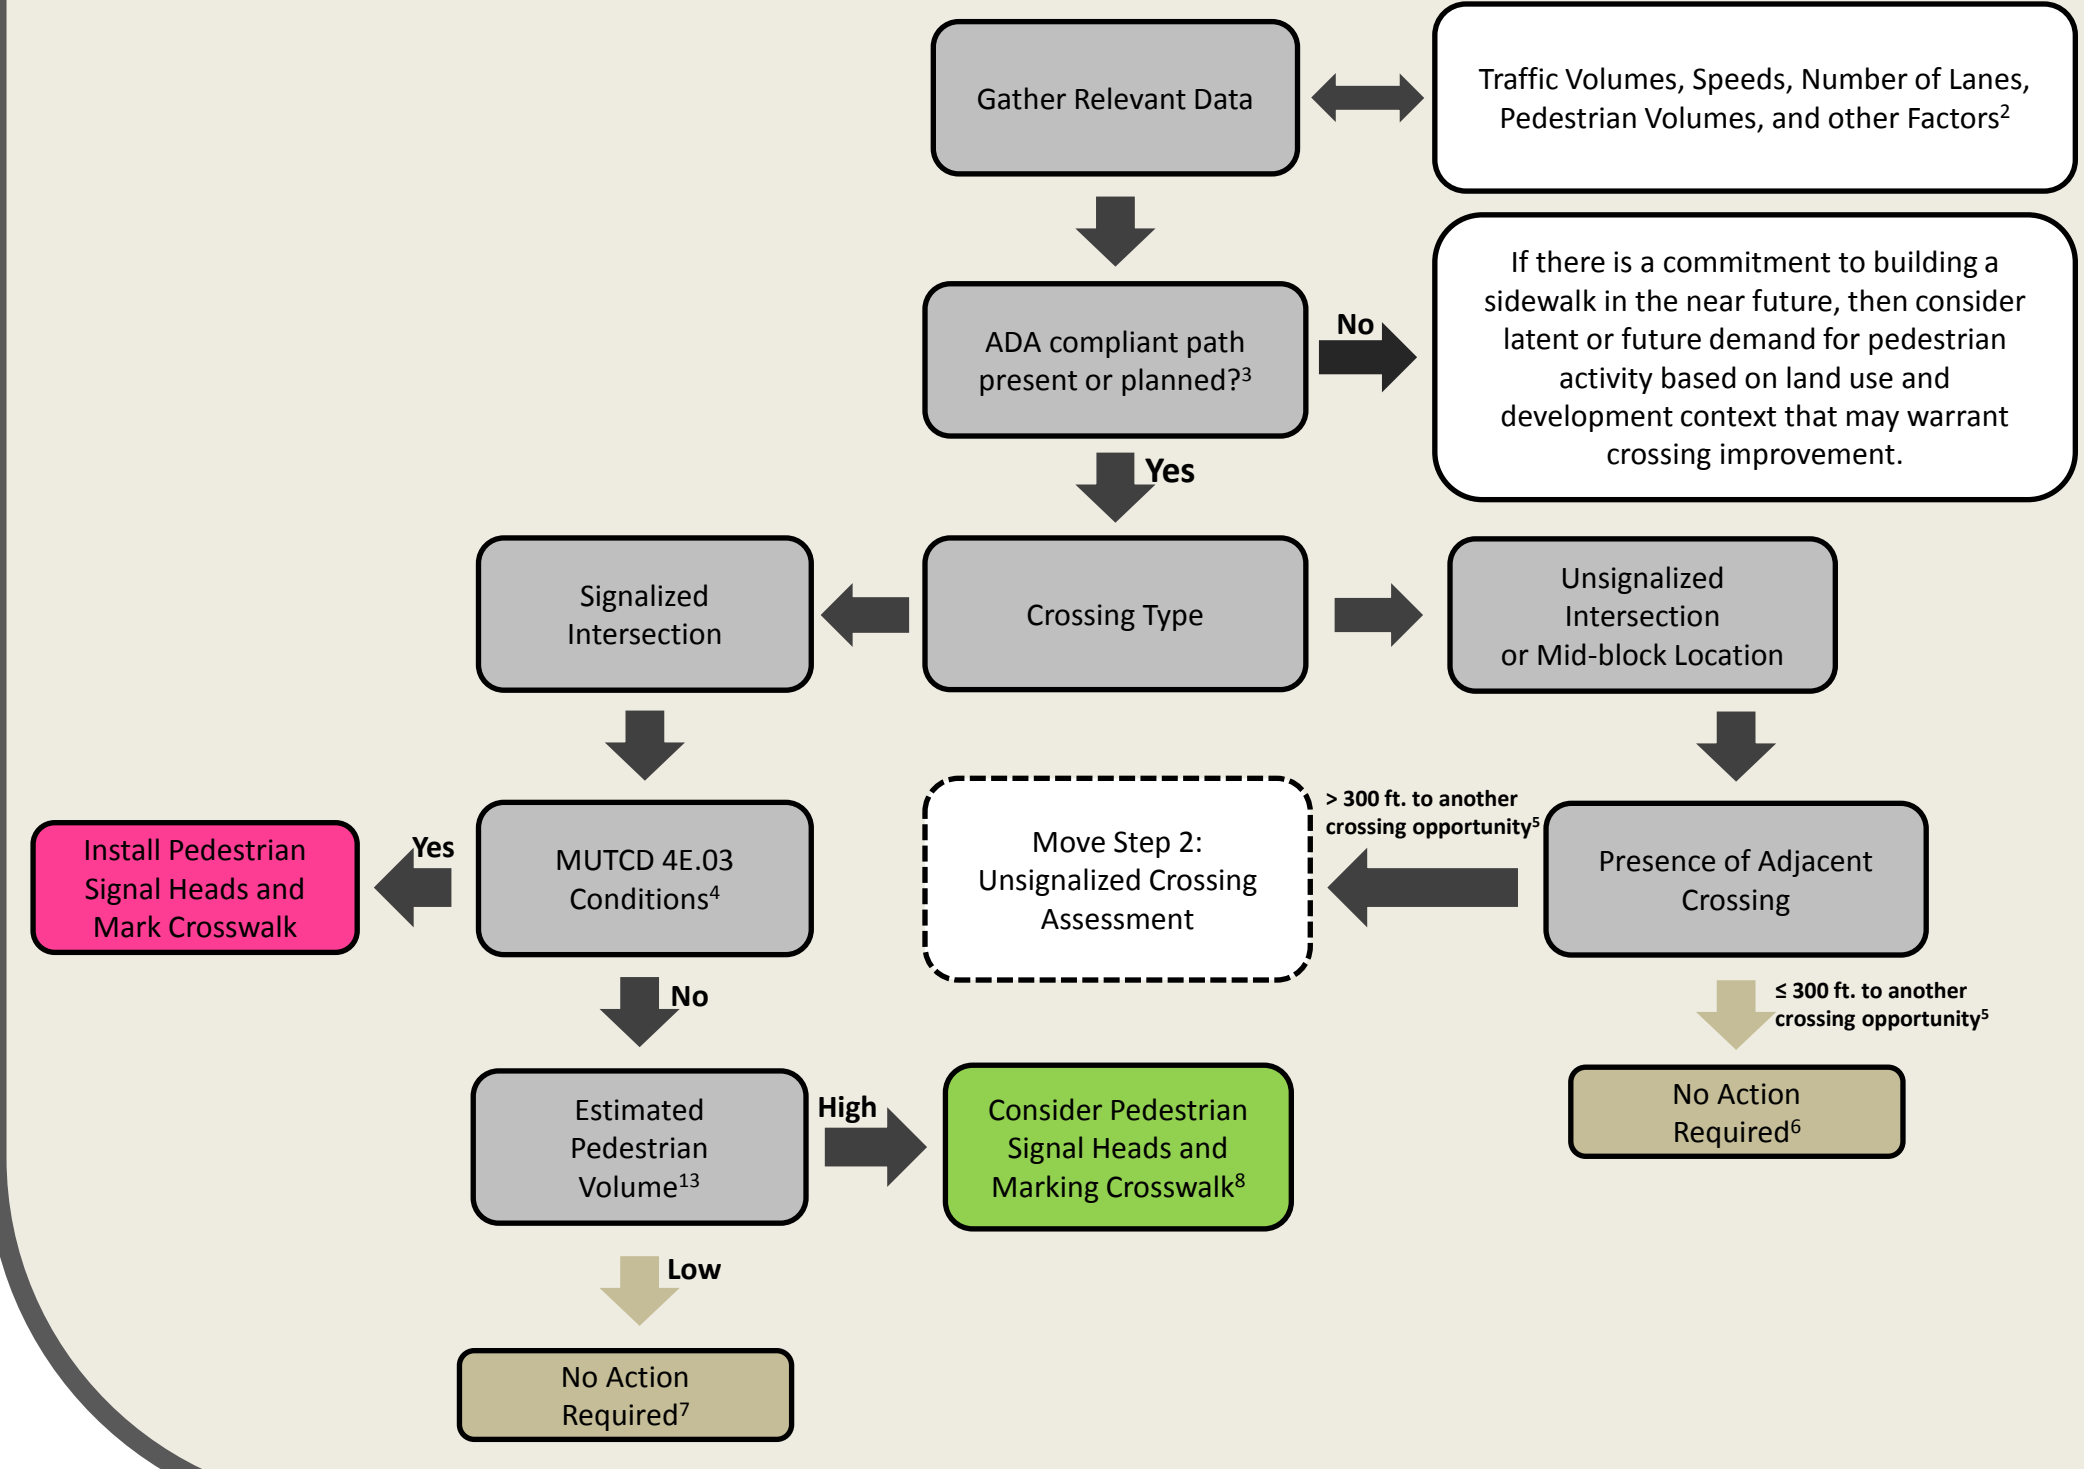 Gather Relevant Data
Traffic Volumes, Speeds, Number of Lanes,
Pedestrian Volumes, and other Factors²
ADA compliant path
present or planned?³
No
If there is a commitment to building a
sidewalk in the near future, then consider
latent or future demand for pedestrian
activity based on land use and
development context that may warrant
crossing improvement.
Yes
Signalized
Intersection
Crossing Type
Unsignalized
Intersection
or Mid-block Location
Install Pedestrian
Signal Heads and
Mark Crosswalk
Yes
MUTCD 4E.03
Conditions⁴
Move Step 2:
Unsignalized Crossing
Assessment
> 300 ft. to another
crossing opportunity⁵
Presence of Adjacent
Crossing
No
≤ 300 ft. to another
crossing opportunity⁵
Estimated
Pedestrian
Volume¹³
High
Consider Pedestrian
Signal Heads and
Marking Crosswalk⁸
No Action
Required⁶
Low
No Action
Required⁷